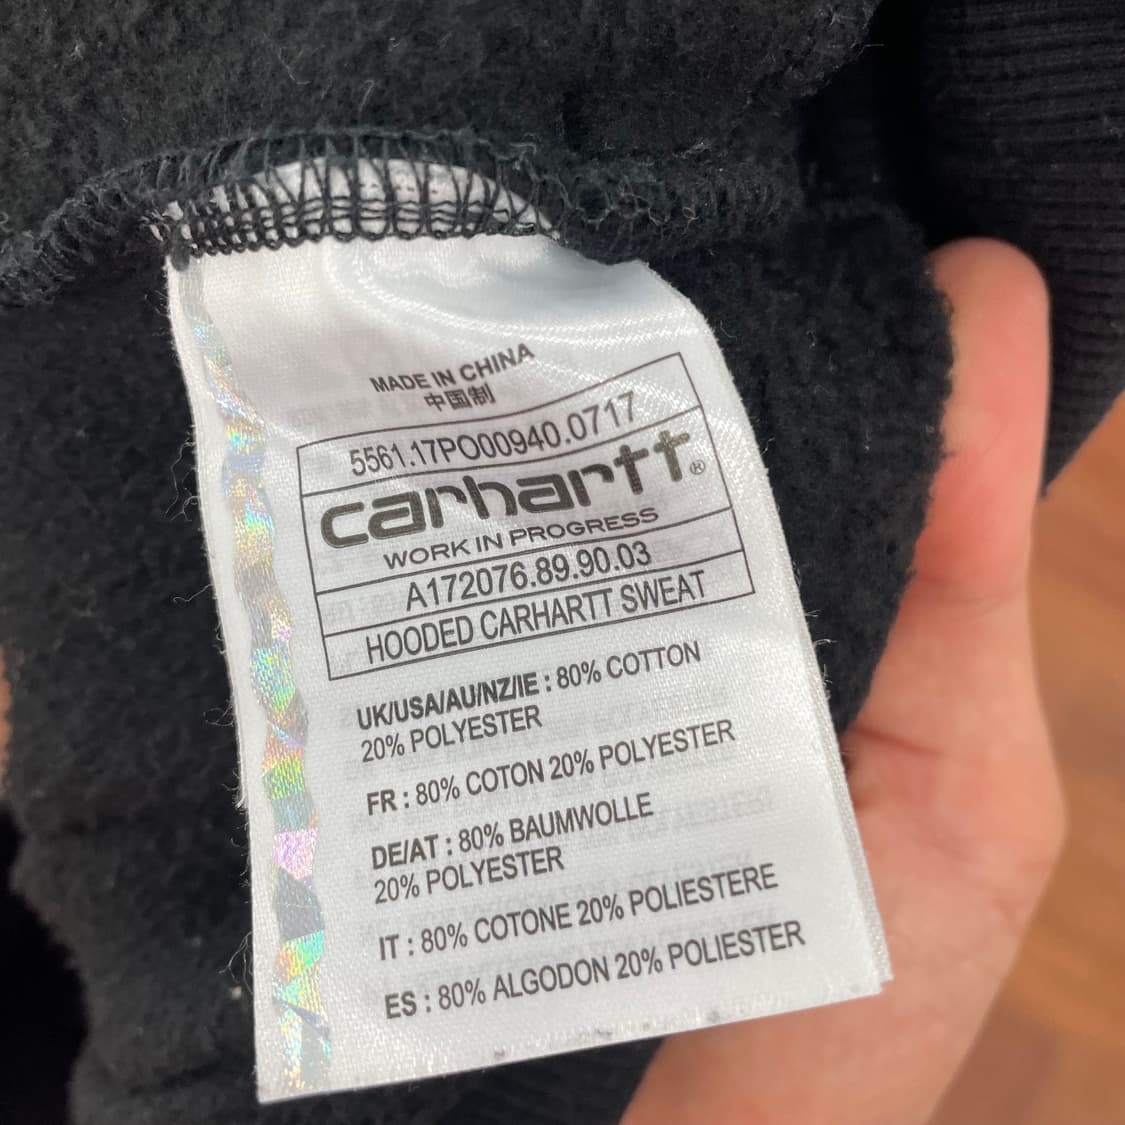 MADE IN CHINA
中国制
5561.17PO00940.0717
carhartt®
WORK IN PROGRESS
A172076.89.90.03
HOODED CARHARTT SWEAT
UK/USA/AU/NZ/IE : 80% COTTON
20% POLYESTER
FR : 80% COTON 20% POLYESTER
DE/AT : 80% BAUMWOLLE
20% POLYESTER
IT : 80% COTONE 20% POLIESTERE
ES : 80% ALGODON 20% POLIESTER